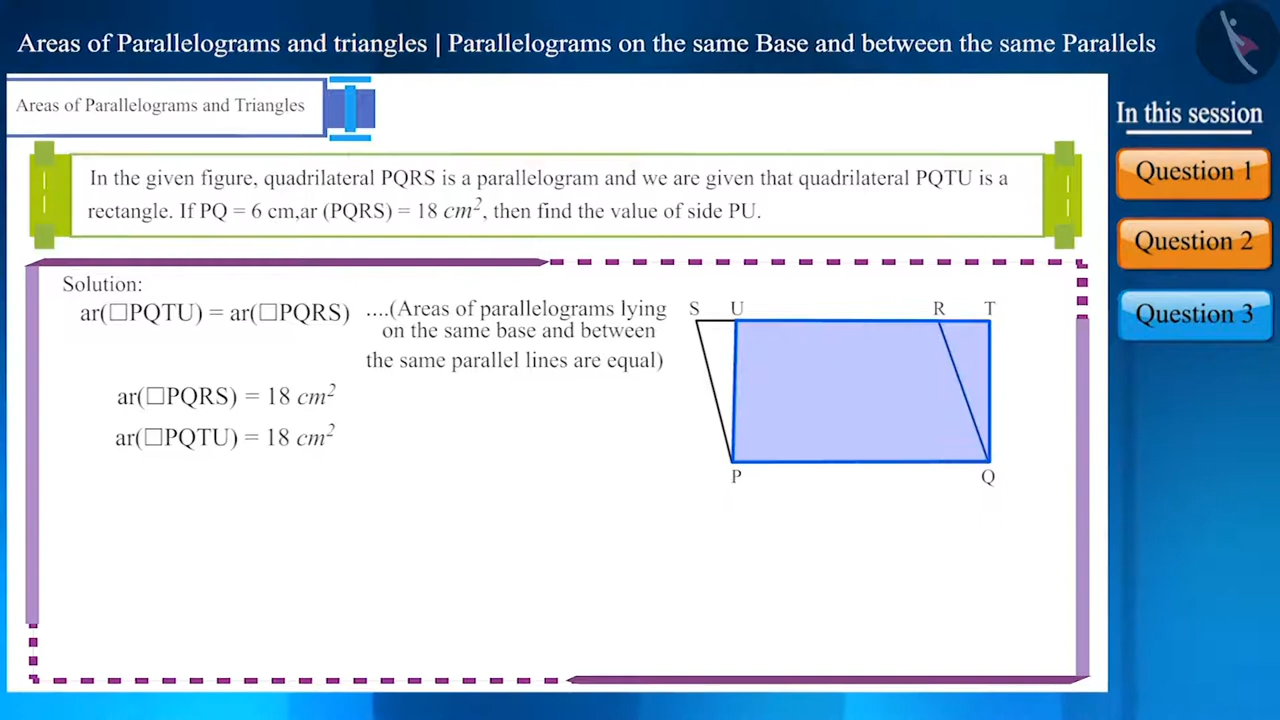 Areas of Parallelograms and triangles | Parallelograms on the same Base and between the same Parallels
Areas of Parallelograms and Triangles
In the given figure, quadrilateral PQRS is a parallelogram and we are given that quadrilateral PQTU is a
rectangle. If PQ = 6 cm,ar (PQRS) = 18 cm², then find the value of side PU.
Solution:
ar(□PQTU) = ar(□PQRS) ....(Areas of parallelograms lying
on the same base and between
the same parallel lines are equal)
ar(□PQRS) = 18 cm²
ar(□PQTU) = 18 cm²
S U R T
P Q
In this session
Question 1
Question 2
Question 3